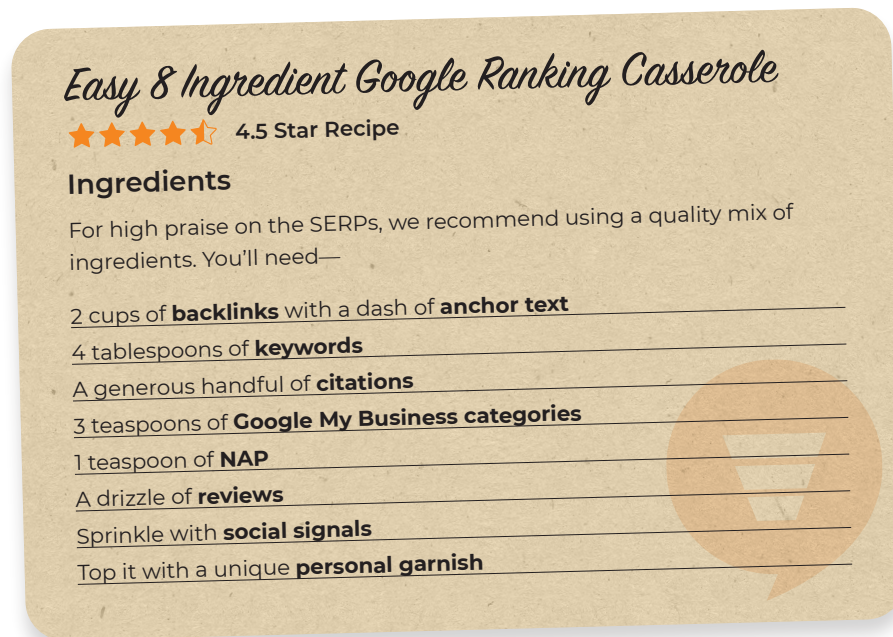 Easy 8 Ingredient Google Ranking Casserole
4.5 Star Recipe
Ingredients
For high praise on the SERPs, we recommend using a quality mix of
ingredients. You’ll need—
2 cups of backlinks with a dash of anchor text
4 tablespoons of keywords
A generous handful of citations
3 teaspoons of Google My Business categories
1 teaspoon of NAP
A drizzle of reviews
Sprinkle with social signals
Top it with a unique personal garnish